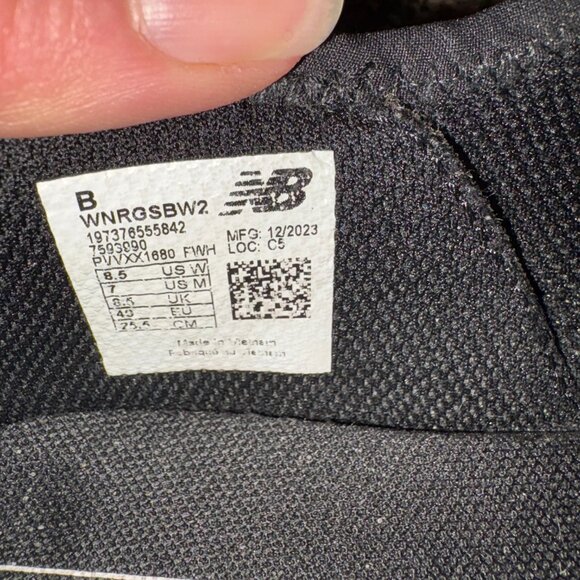 B
WNRGSBW2
NB
197376555842
7593090
PVVXX1680 FWH
MFG: 12/2023
LOC: C5
8.5 US W
7 US M
6.5 UK
40 EU
25.5 CM
Made in Vietnam
Fabriqué au Vietnam